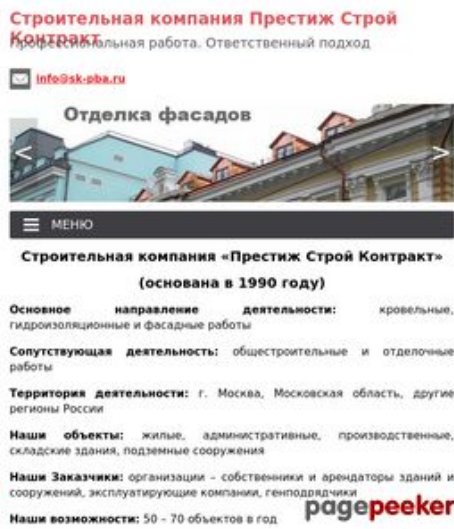 Строительная компания Престиж Строй
Контракт
Профессиональная работа. Ответственный подход
info@sk-pba.ru
Отделка фасадов
< >
МЕНЮ
Строительная компания «Престиж Строй Контракт»
(основана в 1990 году)
Основное направление деятельности: кровельные,
гидроизоляционные и фасадные работы
Сопутствующая деятельность: общестроительные и отделочные
работы
Территория деятельности: г. Москва, Московская область, другие
регионы России
Наши объекты: жилые, административные, производственные,
складские здания, подземные сооружения
Наши Заказчики: организации – собственники и арендаторы зданий и
сооружений, эксплуатирующие компании, генподрядчики
Наши возможности: 50 – 70 объектов в год
pagepeeker